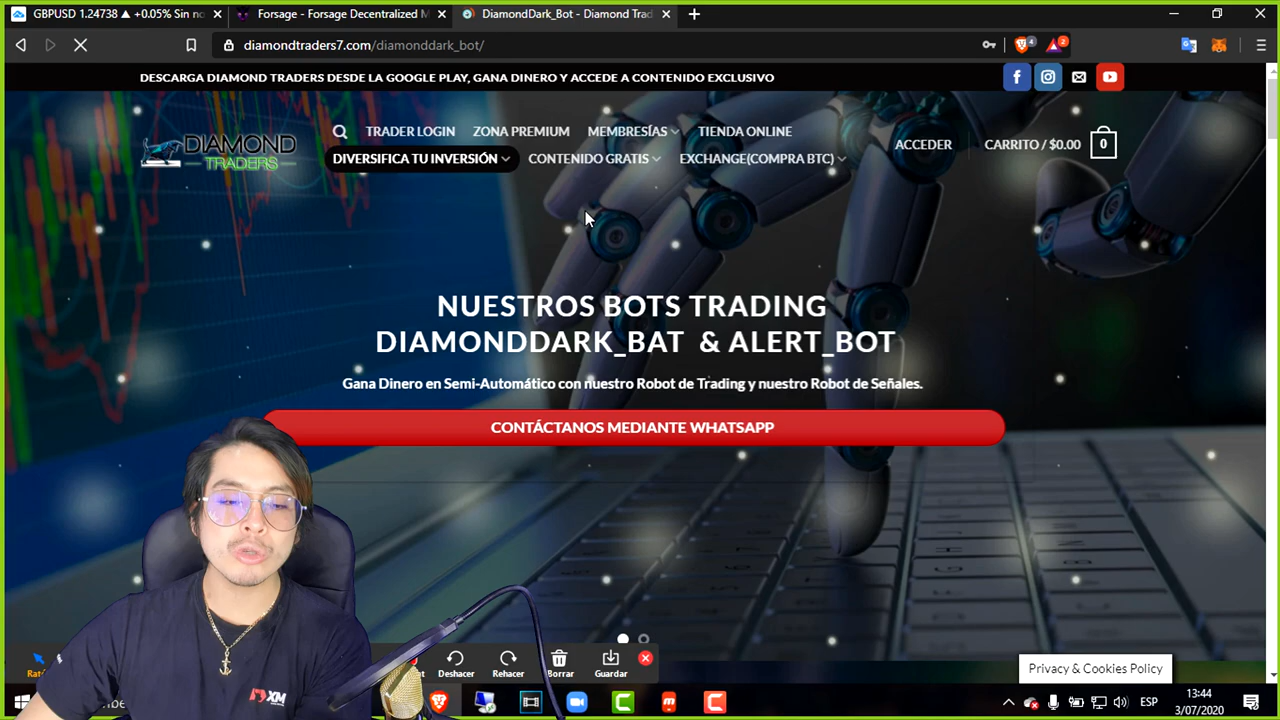 GBPUSD 1.24738 ▲ +0.05% Sin no
Forsage - Forsage Decentralized M
DiamondDark_Bot - Diamond Trad
diamondtraders7.com/diamonddark_bot/
4
2
DESCARGA DIAMOND TRADERS DESDE LA GOOGLE PLAY, GANA DINERO Y ACCEDE A CONTENIDO EXCLUSIVO
DIAMOND
TRADERS
TRADER LOGIN
ZONA PREMIUM
MEMBRESÍAS
TIENDA ONLINE
DIVERSIFICA TU INVERSIÓN
CONTENIDO GRATIS
EXCHANGE(COMPRA BTC)
ACCEDER
CARRITO / $0.00
0
NUESTROS BOTS TRADING
DIAMONDDARK_BAT & ALERT_BOT
Gana Dinero en Semi-Automático con nuestro Robot de Trading y nuestro Robot de Señales.
CONTÁCTANOS MEDIANTE WHATSAPP
XM
Deshacer
Rehacer
Borrar
Guardar
Privacy & Cookies Policy
ESP
13:44
3/07/2020